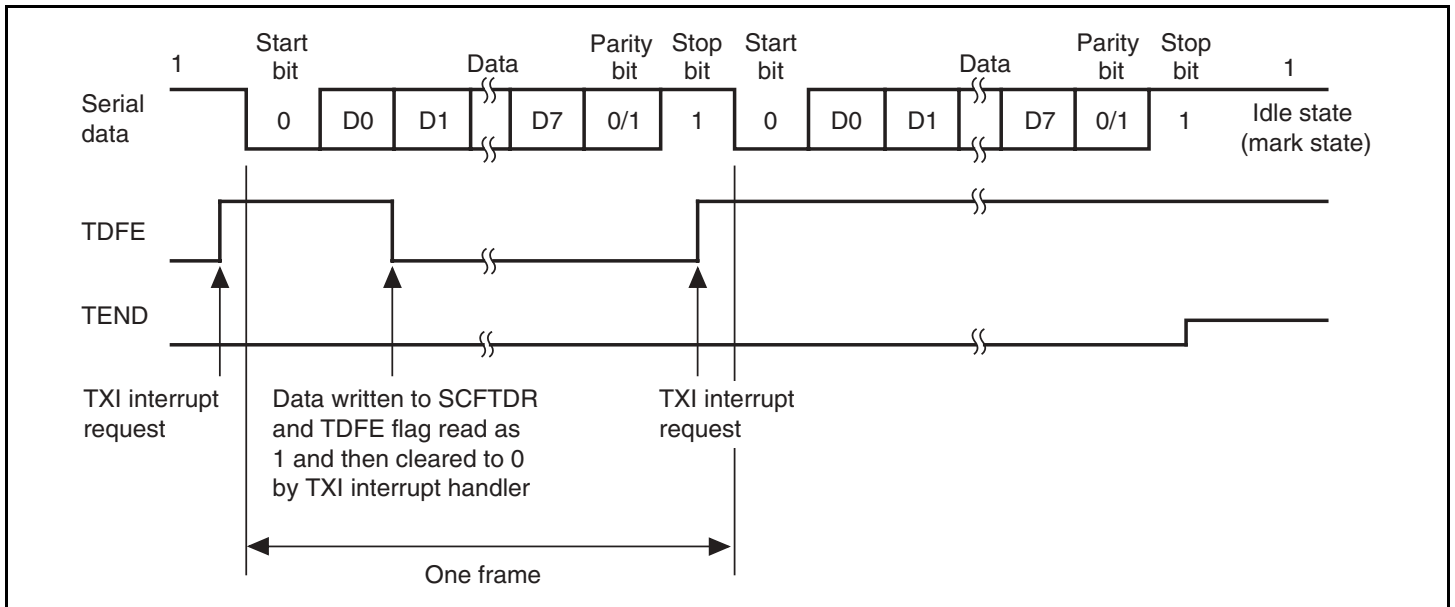 1
Start
bit
Data
Parity
bit
Stop
bit
Start
bit
Data
Parity
bit
Stop
bit
1
Serial
data
0
D0
D1
D7
0/1
1
0
D0
D1
D7
0/1
1
Idle state
(mark state)
TDFE
TEND
TXI interrupt
request
Data written to SCFTDR
and TDFE flag read as
1 and then cleared to 0
by TXI interrupt handler
TXI interrupt
request
One frame